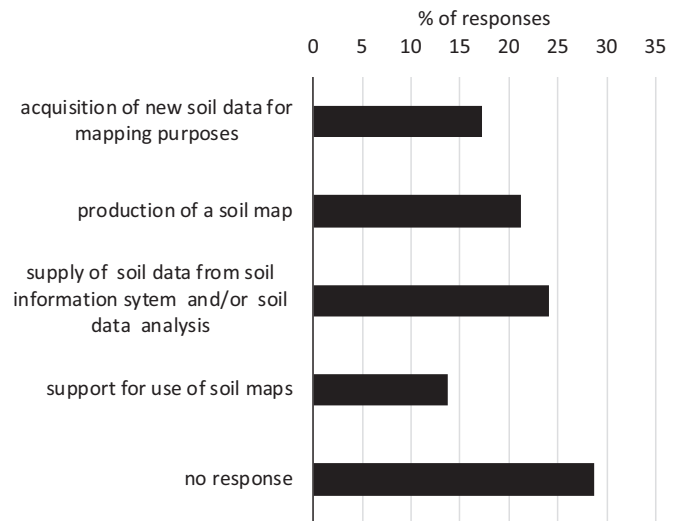 % of responses
0 5 10 15 20 25 30 35
acquisition of new soil data for
mapping purposes
production of a soil map
supply of soil data from soil
information sytem and/or soil
data analysis
support for use of soil maps
no response